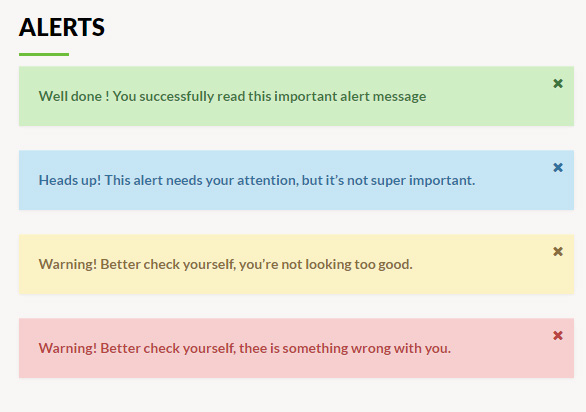 ALERTS
Well done ! You successfully read this important alert message
Heads up! This alert needs your attention, but it’s not super important.
Warning! Better check yourself, you’re not looking too good.
Warning! Better check yourself, thee is something wrong with you.